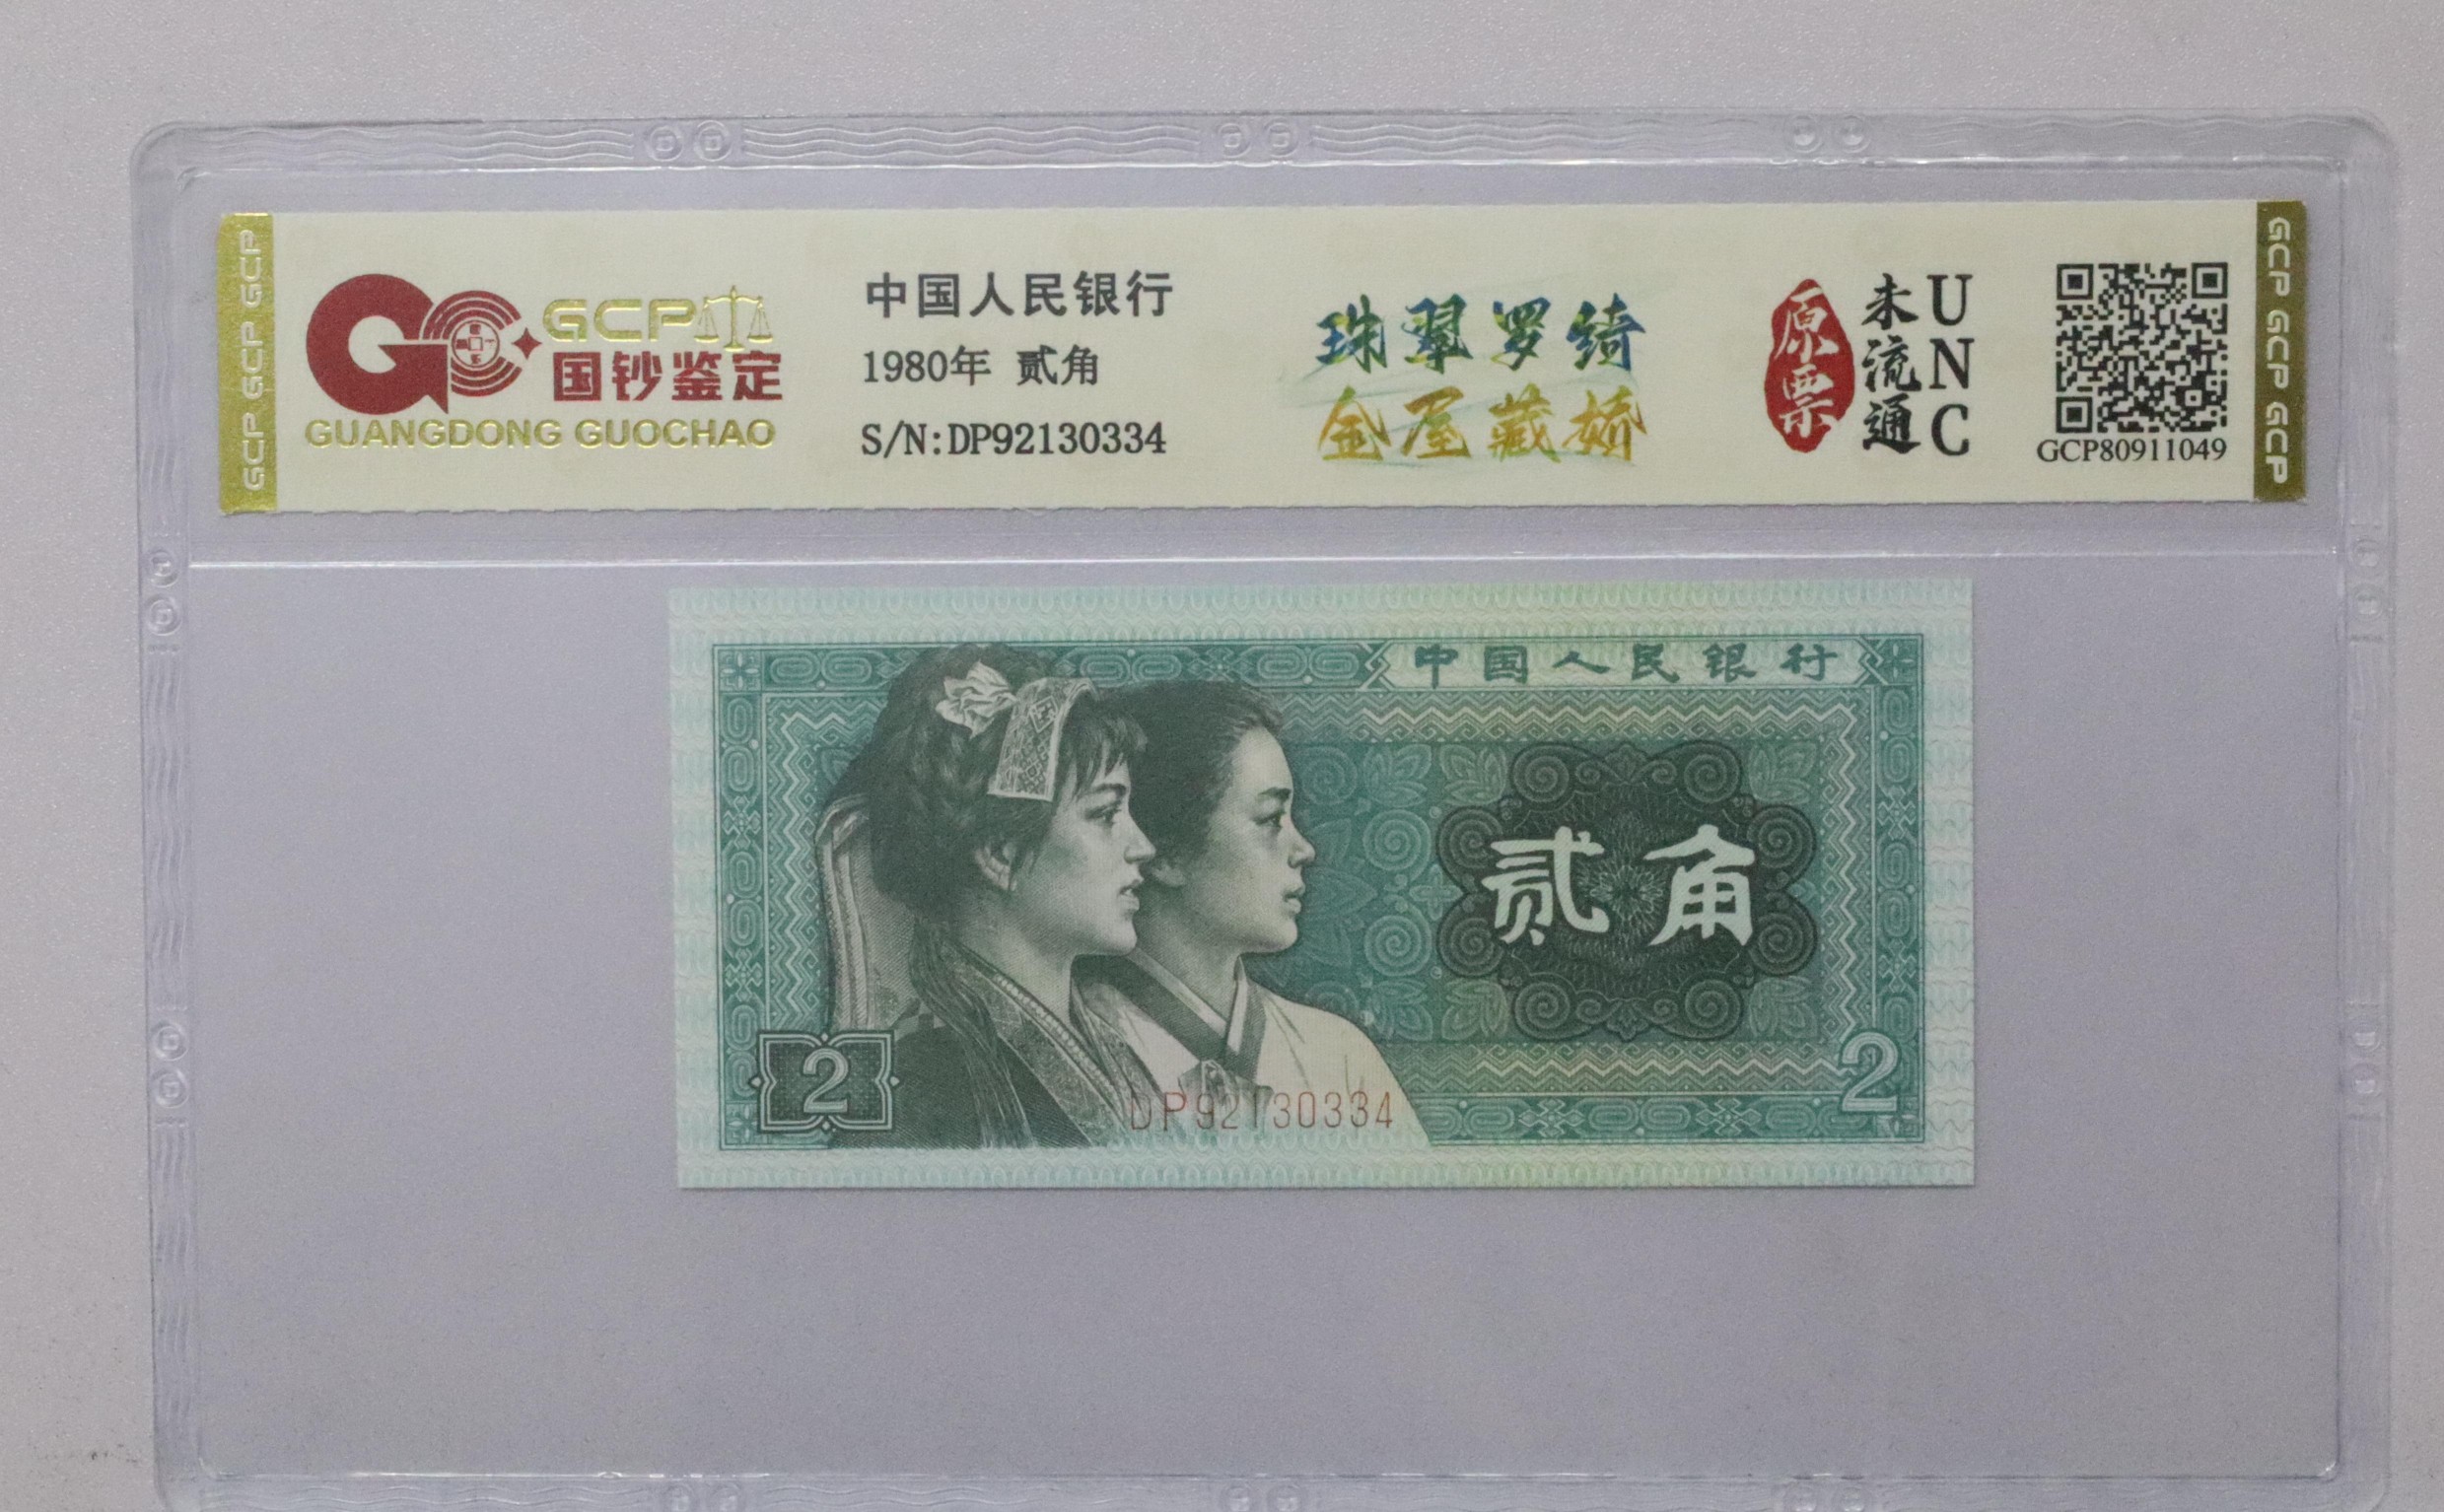 GCP GCP GCP
GCP
国钞鉴定
GUANGDONG GUOCHAO
中国人民银行
1980年 贰角
S/N:DP92130334
珠翠罗绮
金屋藏娇
原票
未流通
UNC
GCP80911049
GCP GCP GCP
中国人民银行
贰角
2
DP92130334
2